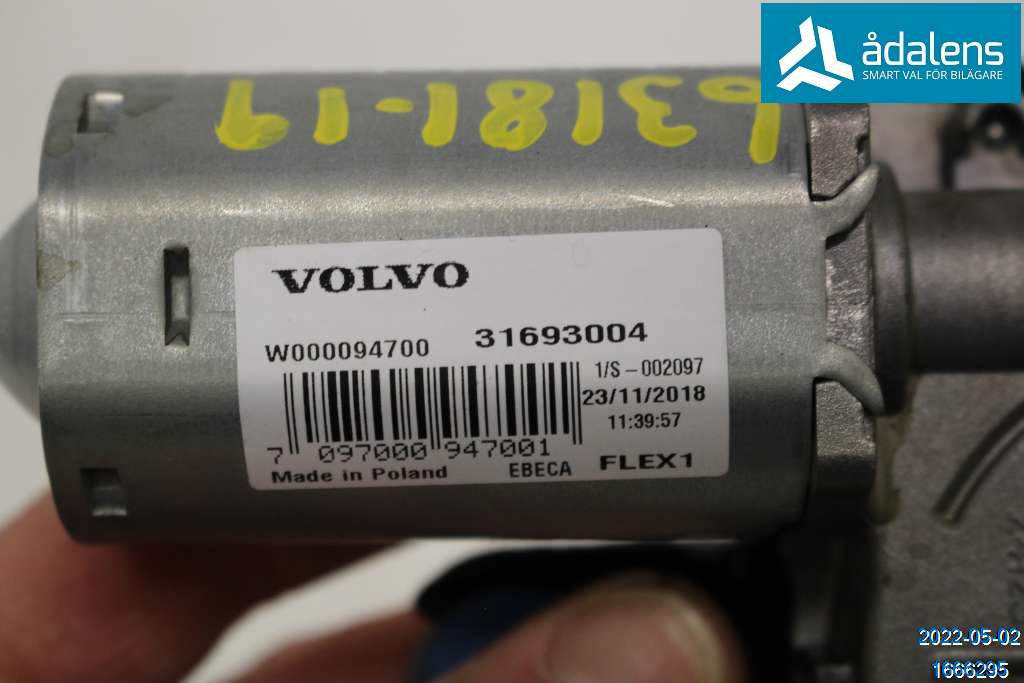 ådalens
SMART VAL FÖR BILÄGARE
L3181-19
VOLVO
W000094700 31693004
1/S-002097
23/11/2018
11:39:57
7 097000 947001
Made in Poland EBECA FLEX1
2022-05-02
1666295